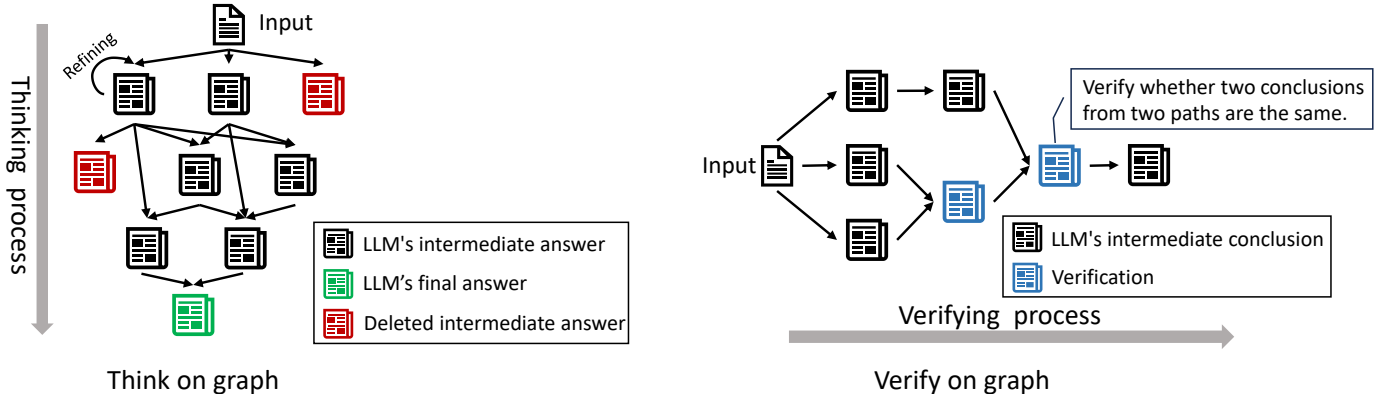 Input
Refining
Thinking process
LLM's intermediate answer
LLM's final answer
Deleted intermediate answer
Think on graph
Verify whether two conclusions
from two paths are the same.
Input
LLM's intermediate conclusion
Verification
Verifying process
Verify on graph